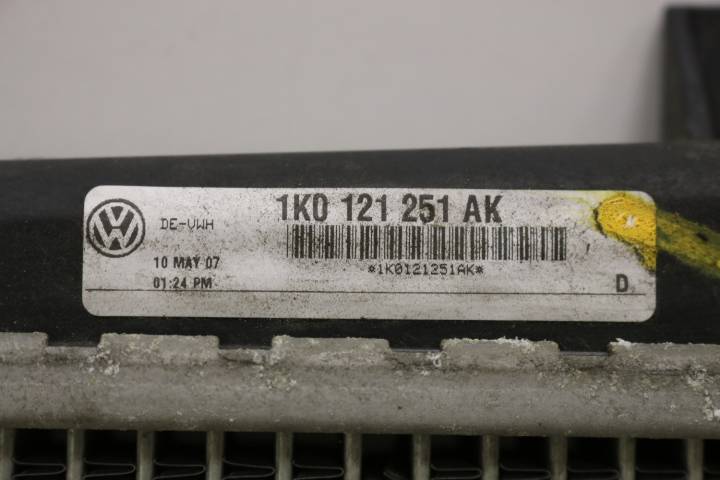 DE-VWH
1K0 121 251 AK
10 MAY 07
*1K0121251AK*
01:24 PM
D